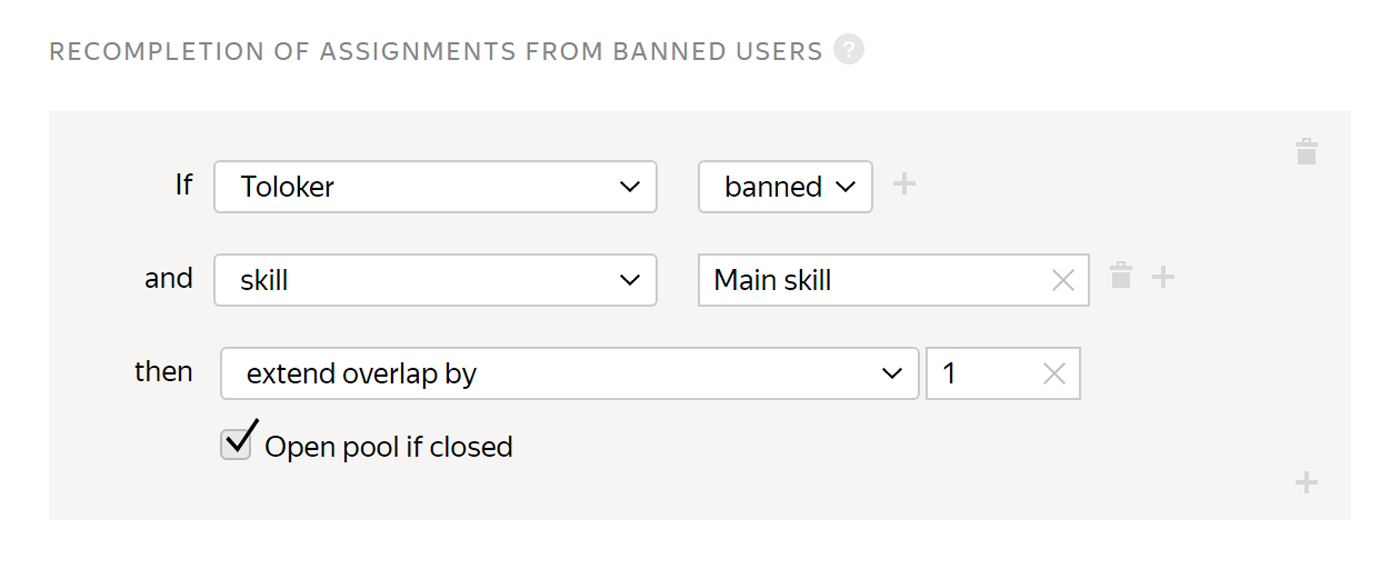 RECOMPLETION OF ASSIGNMENTS FROM BANNED USERS ?
If Toloker banned
and skill Main skill
then extend overlap by 1
Open pool if closed